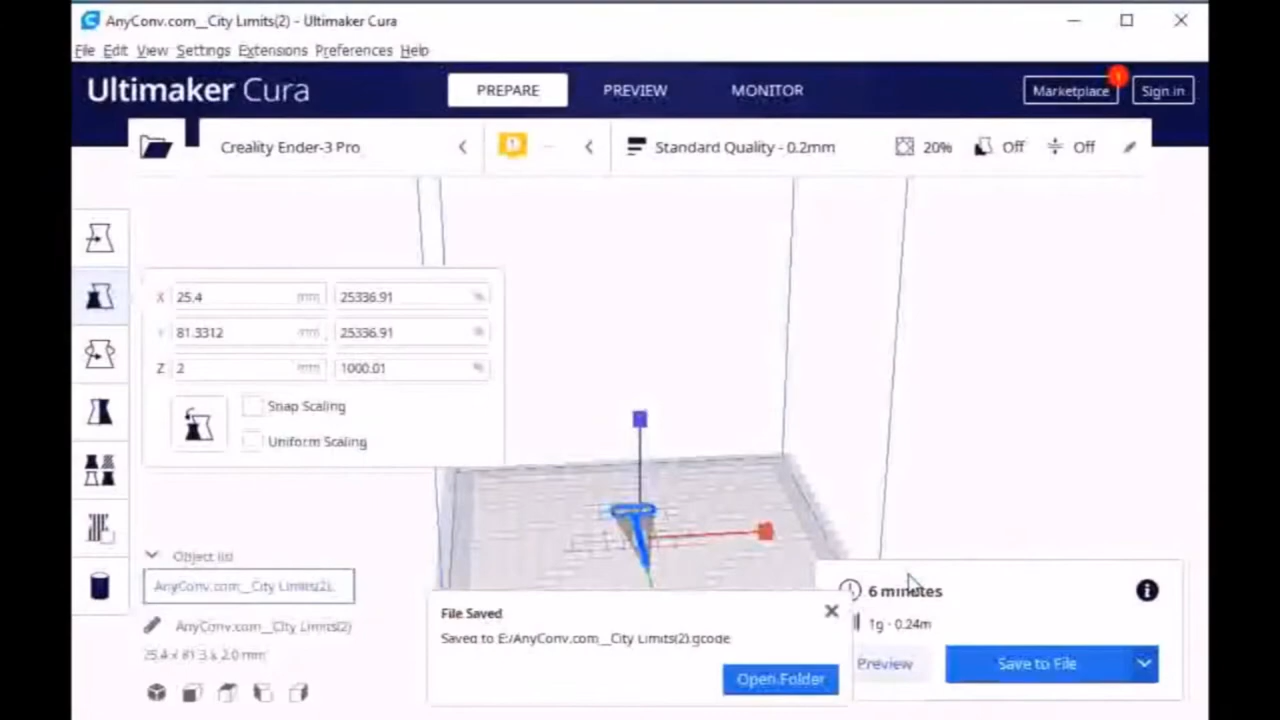 AnyConv.com__City Limits(2) - Ultimaker Cura
File Edit View Settings Extensions Preferences Help
Ultimaker Cura
PREPARE
PREVIEW
MONITOR
Marketplace
Sign in
Creality Ender-3 Pro
Standard Quality - 0.2mm
20%
Off
Off
X 25.4 mm 25336.91 %
Y 81.3312 mm 25336.91 %
Z 2 mm 1000.01 %
Snap Scaling
Uniform Scaling
Object list
AnyConv.com__City Limits(2).
AnyConv.com__City Limits(2)
25.4 x 81.3 x 2.0 mm
File Saved
Saved to E:/AnyConv.com__City Limits(2).gcode
Open Folder
6 minutes
1g · 0.24m
Preview
Save to File